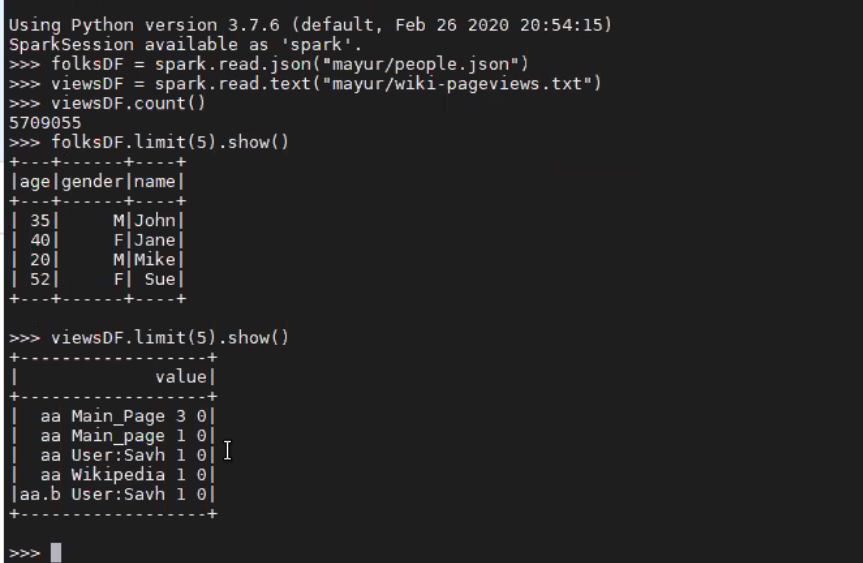 Using Python version 3.7.6 (default, Feb 26 2020 20:54:15)
SparkSession available as 'spark'.
>>> folksDF = spark.read.json("mayur/people.json")
>>> viewsDF = spark.read.text("mayur/wiki-pageviews.txt")
>>> viewsDF.count()
5709055
>>> folksDF.limit(5).show()
+---+------+----+
|age|gender|name|
+---+------+----+
| 35|     M|John|
| 40|     F|Jane|
| 20|     M|Mike|
| 52|     F| Sue|
+---+------+----+

>>> viewsDF.limit(5).show()
+------------------+
|             value|
+------------------+
|  aa Main_Page 3 0|
|  aa Main_page 1 0|
|  aa User:Savh 1 0|
|  aa Wikipedia 1 0|
|aa.b User:Savh 1 0|
+------------------+

>>>